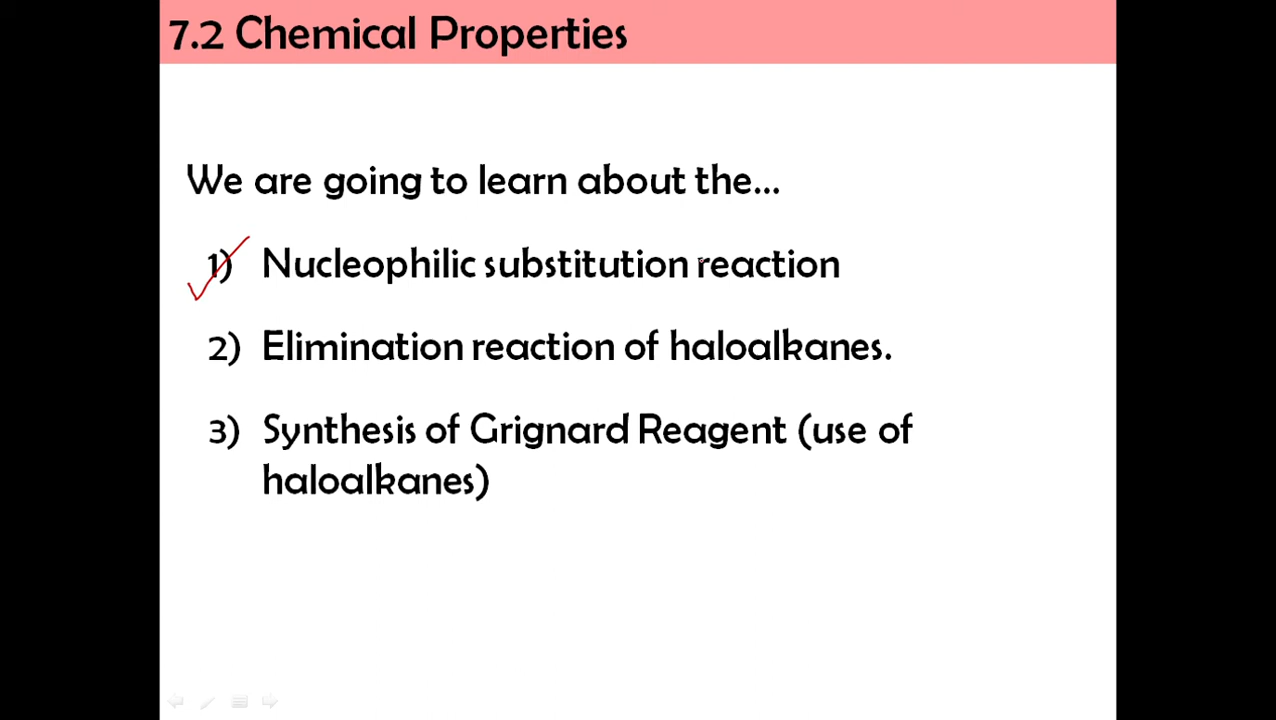 7.2 Chemical Properties
We are going to learn about the...
1) Nucleophilic substitution reaction
2) Elimination reaction of haloalkanes.
3) Synthesis of Grignard Reagent (use of
haloalkanes)